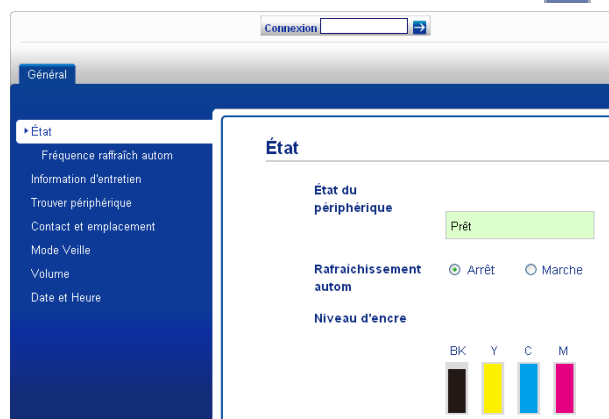 Connexion
Général
État
Fréquence raffraîch autom
Information d'entretien
Trouver périphérique
Contact et emplacement
Mode Veille
Volume
Date et Heure
État
État du
périphérique
Prêt
Rafraichissement
autom
Arrêt Marche
Niveau d'encre
BK Y C M